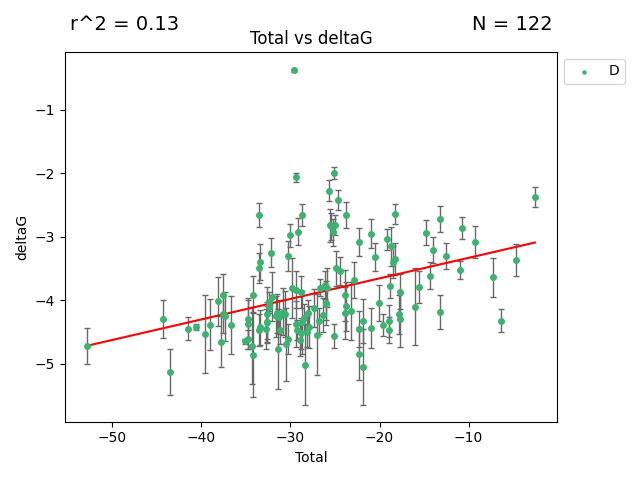 r^2 = 0.13
N = 122
Total vs deltaG
D
−1
−2
−3
−4
−5
deltaG
−50
−40
−30
−20
−10
Total